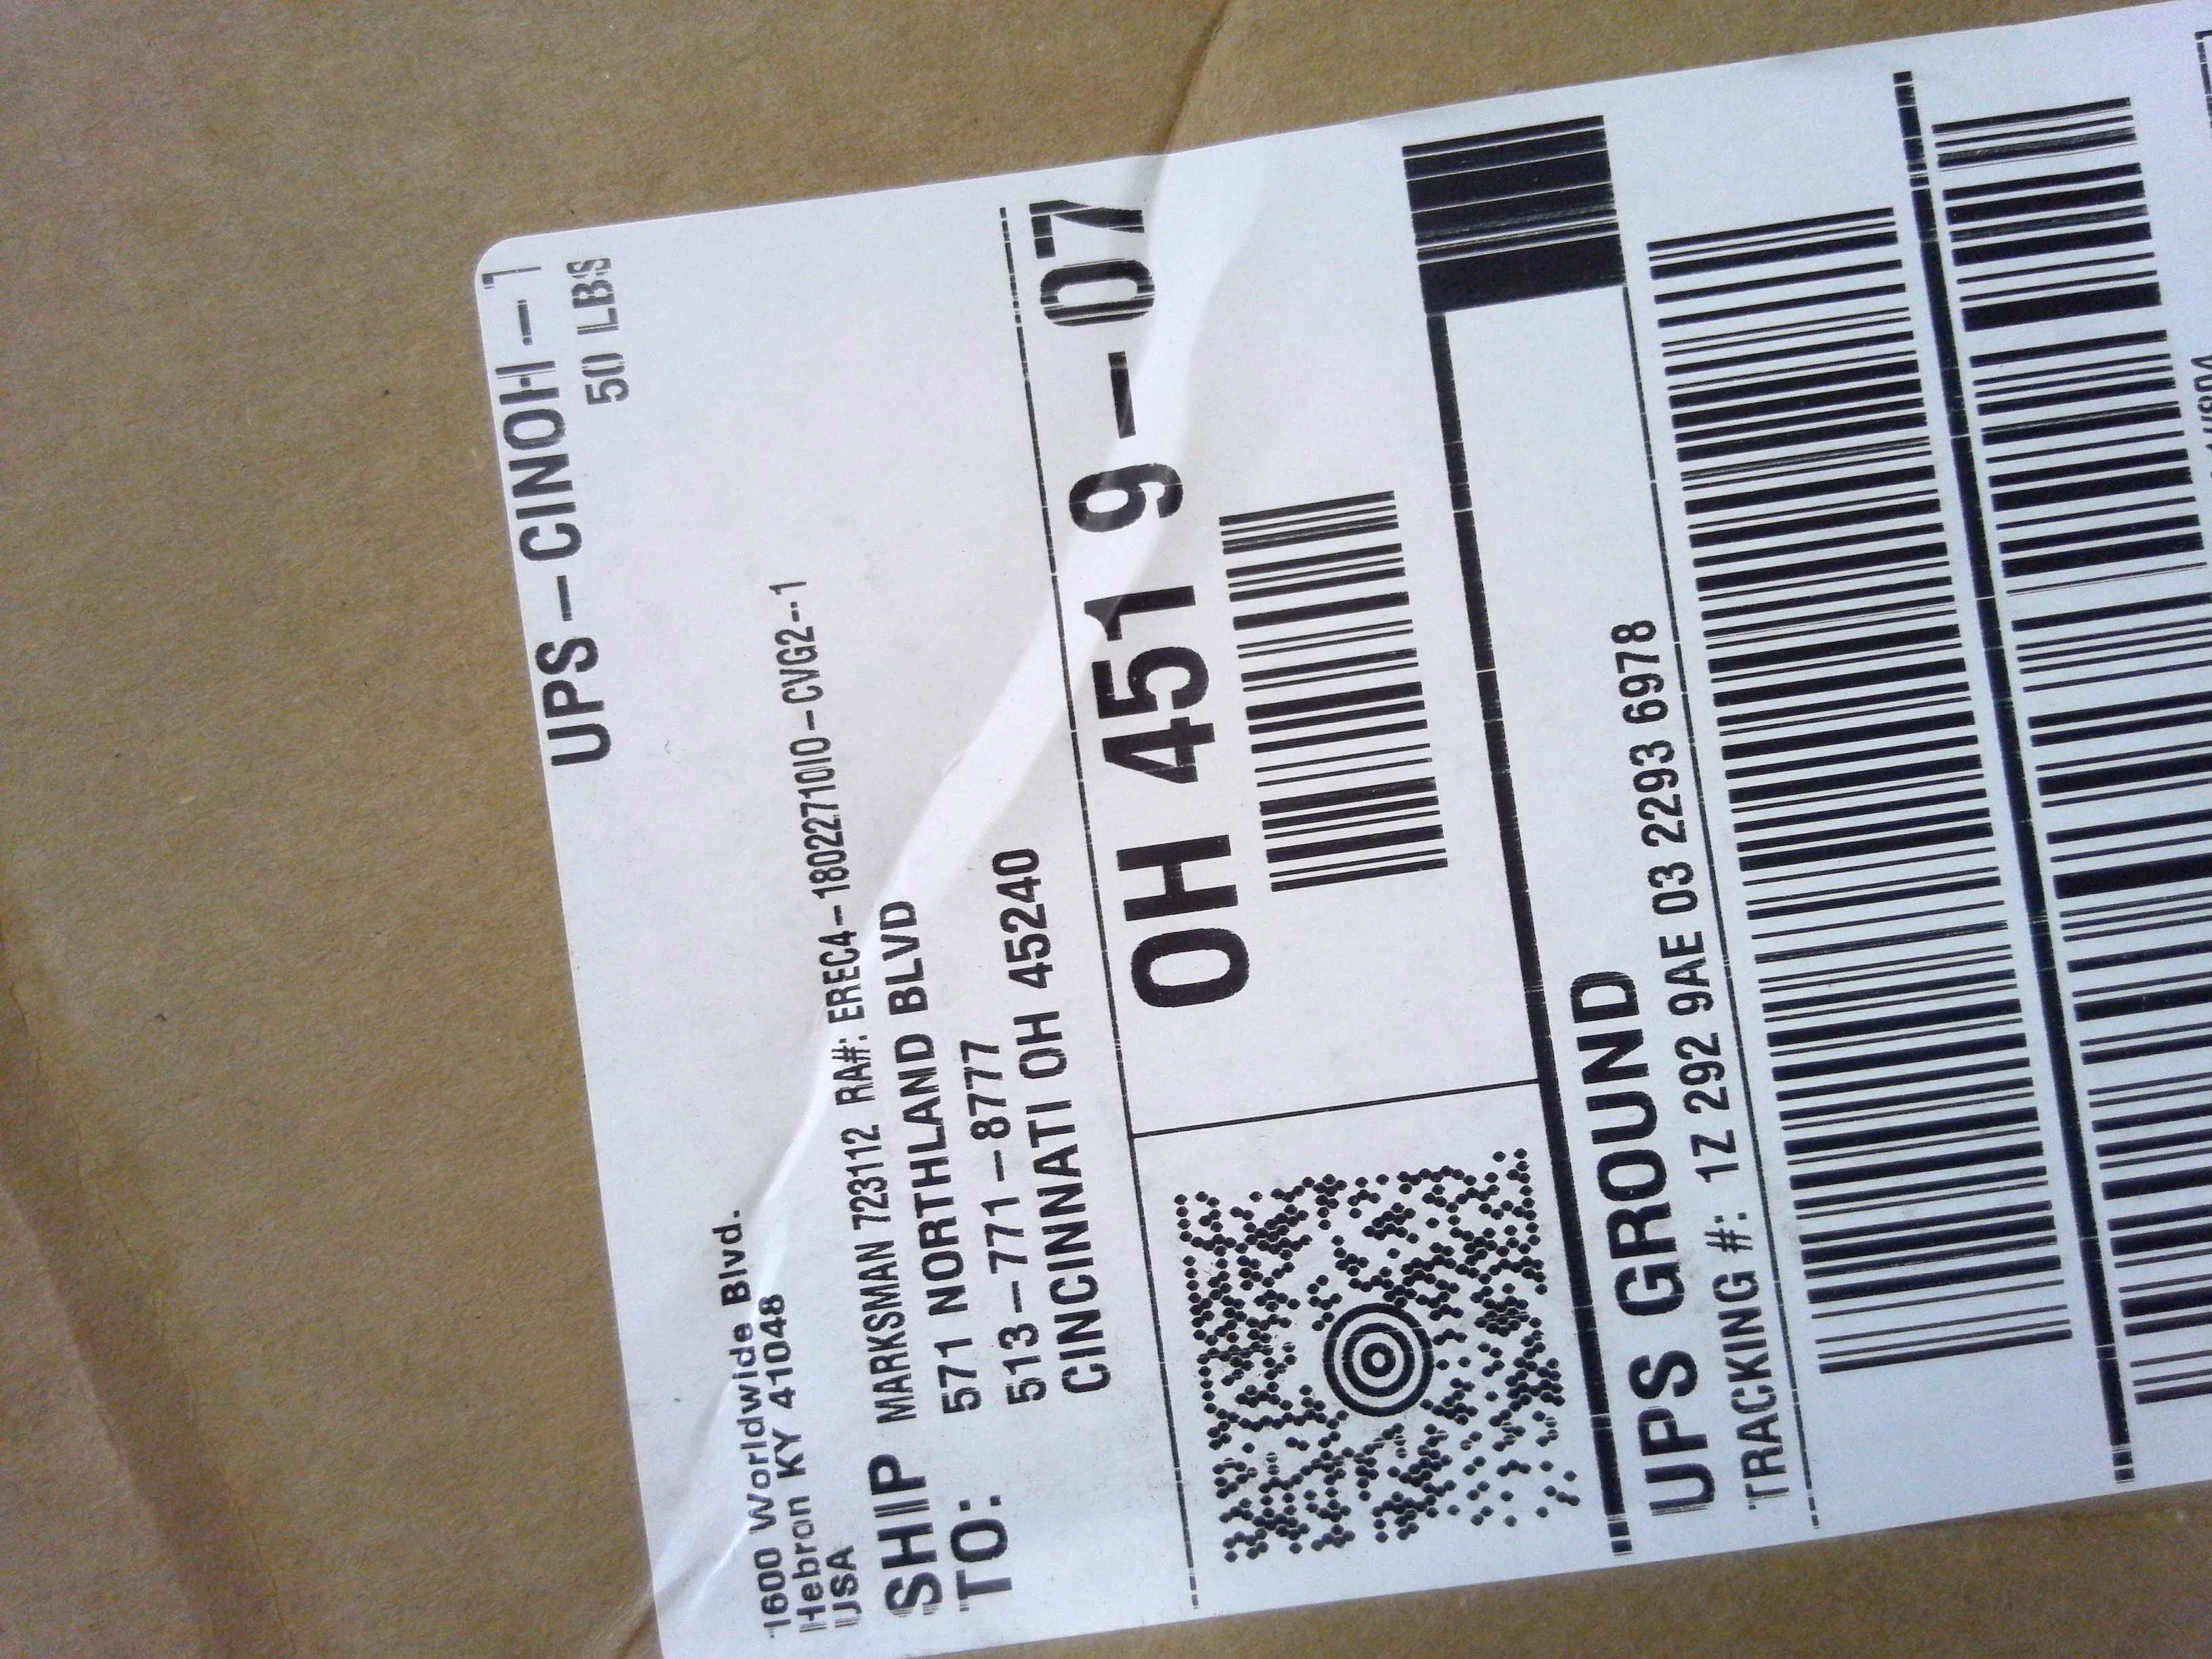 UPS-CINOH-1
50 LBS
1600 Worldwide Blvd.
Hebron KY 41048
USA
SHIP TO:
MARKSMAN 723112 RA#: EREC4-180227101O-CVG2--1
571 NORTHLAND BLVD
513-771-8777
CINCINNATI OH 45240
OH 451 9-07
UPS GROUND
TRACKING #: 1Z 292 9AE 03 2293 6978